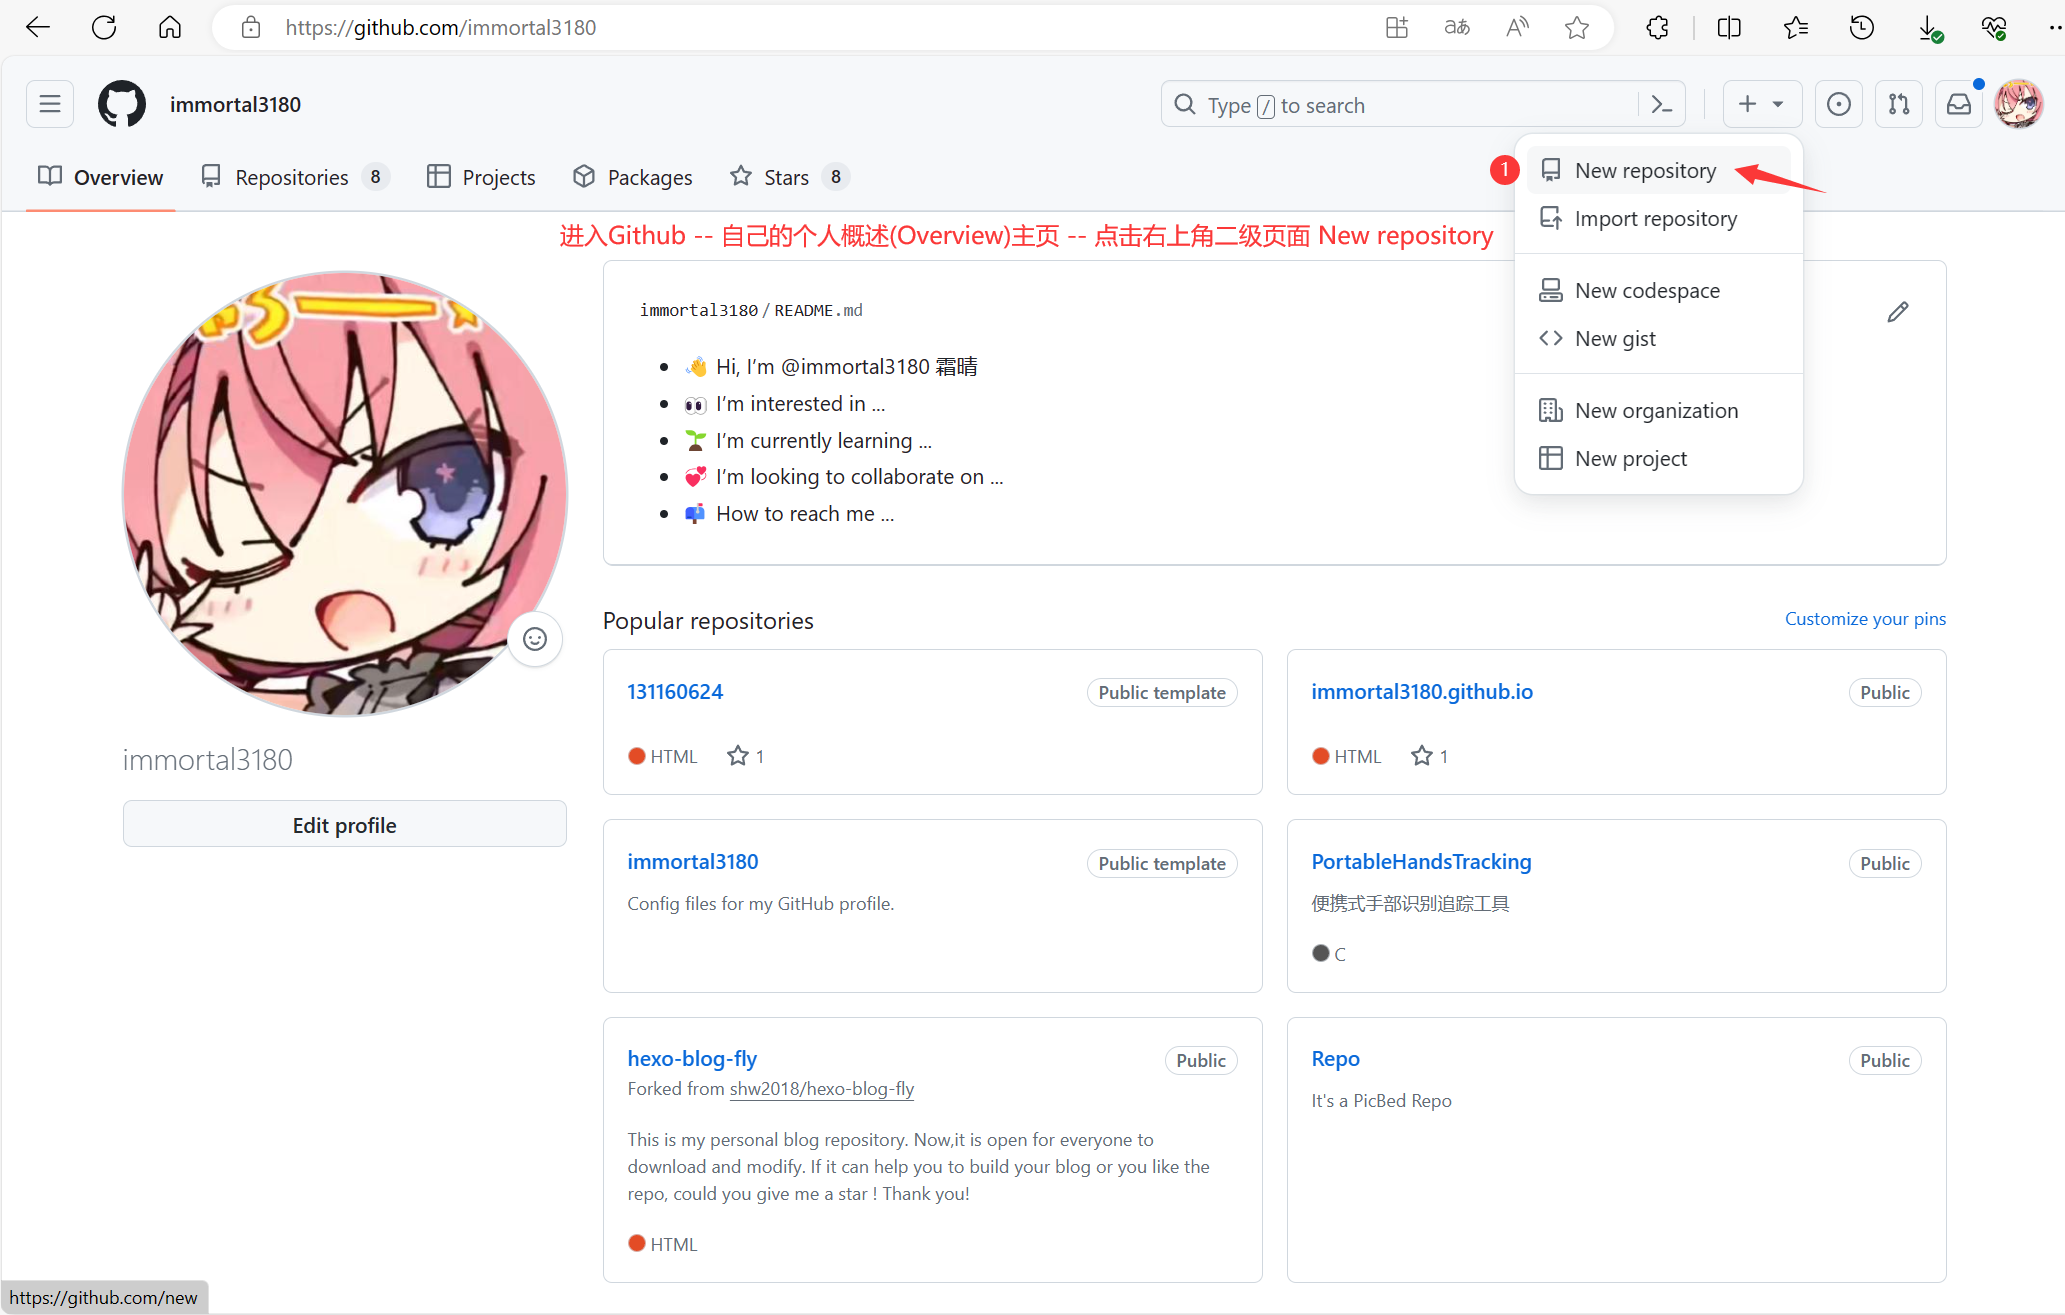 https://github.com/immortal3180
immortal3180
Type / to search
Overview
Repositories 8
Projects
Packages
Stars 8
1
New repository
Import repository
New codespace
New gist
New organization
New project
进入Github -- 自己的个人概述(Overview)主页 -- 点击右上角二级页面 New repository
immortal3180/README.md
Hi, I’m @immortal3180 霜晴
I’m interested in ...
I’m currently learning ...
I’m looking to collaborate on ...
How to reach me ...
immortal3180
Edit profile
Popular repositories
Customize your pins
131160624
Public template
HTML 1
immortal3180.github.io
Public
HTML 1
immortal3180
Public template
Config files for my GitHub profile.
PortableHandsTracking
Public
便携式手部识别追踪工具
C
hexo-blog-fly
Public
Forked from shw2018/hexo-blog-fly
This is my personal blog repository. Now,it is open for everyone to
download and modify. If it can help you to build your blog or you like the
repo, could you give me a star ! Thank you!
HTML
Repo
Public
It's a PicBed Repo
https://github.com/new